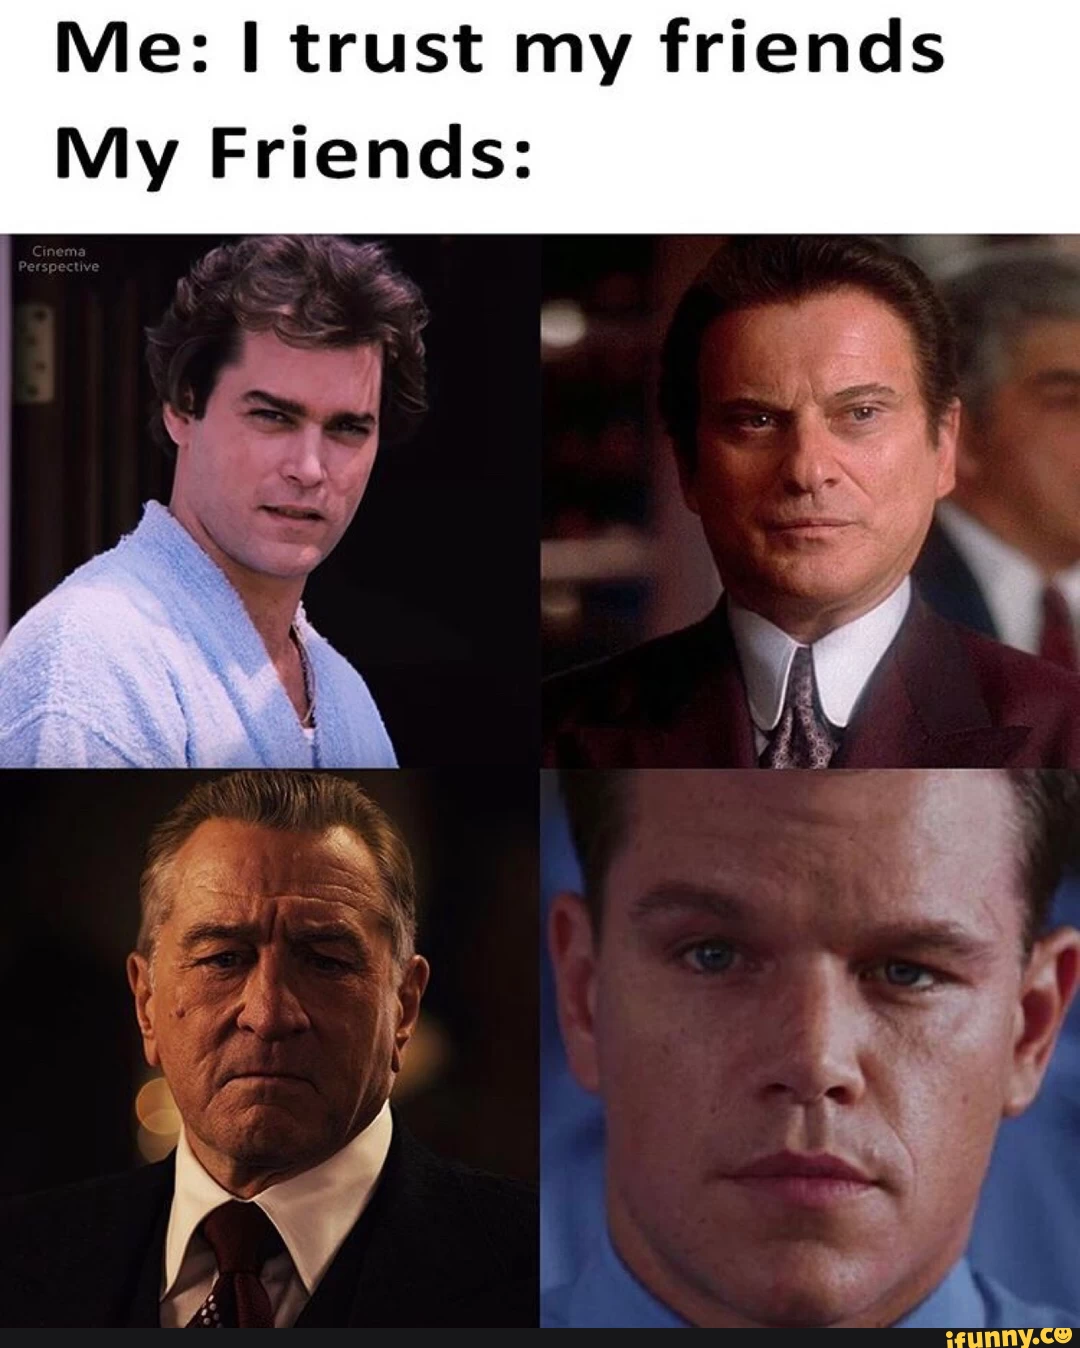 Me: I trust my friends
My Friends:
Cinema
Perspective
ifunny.co